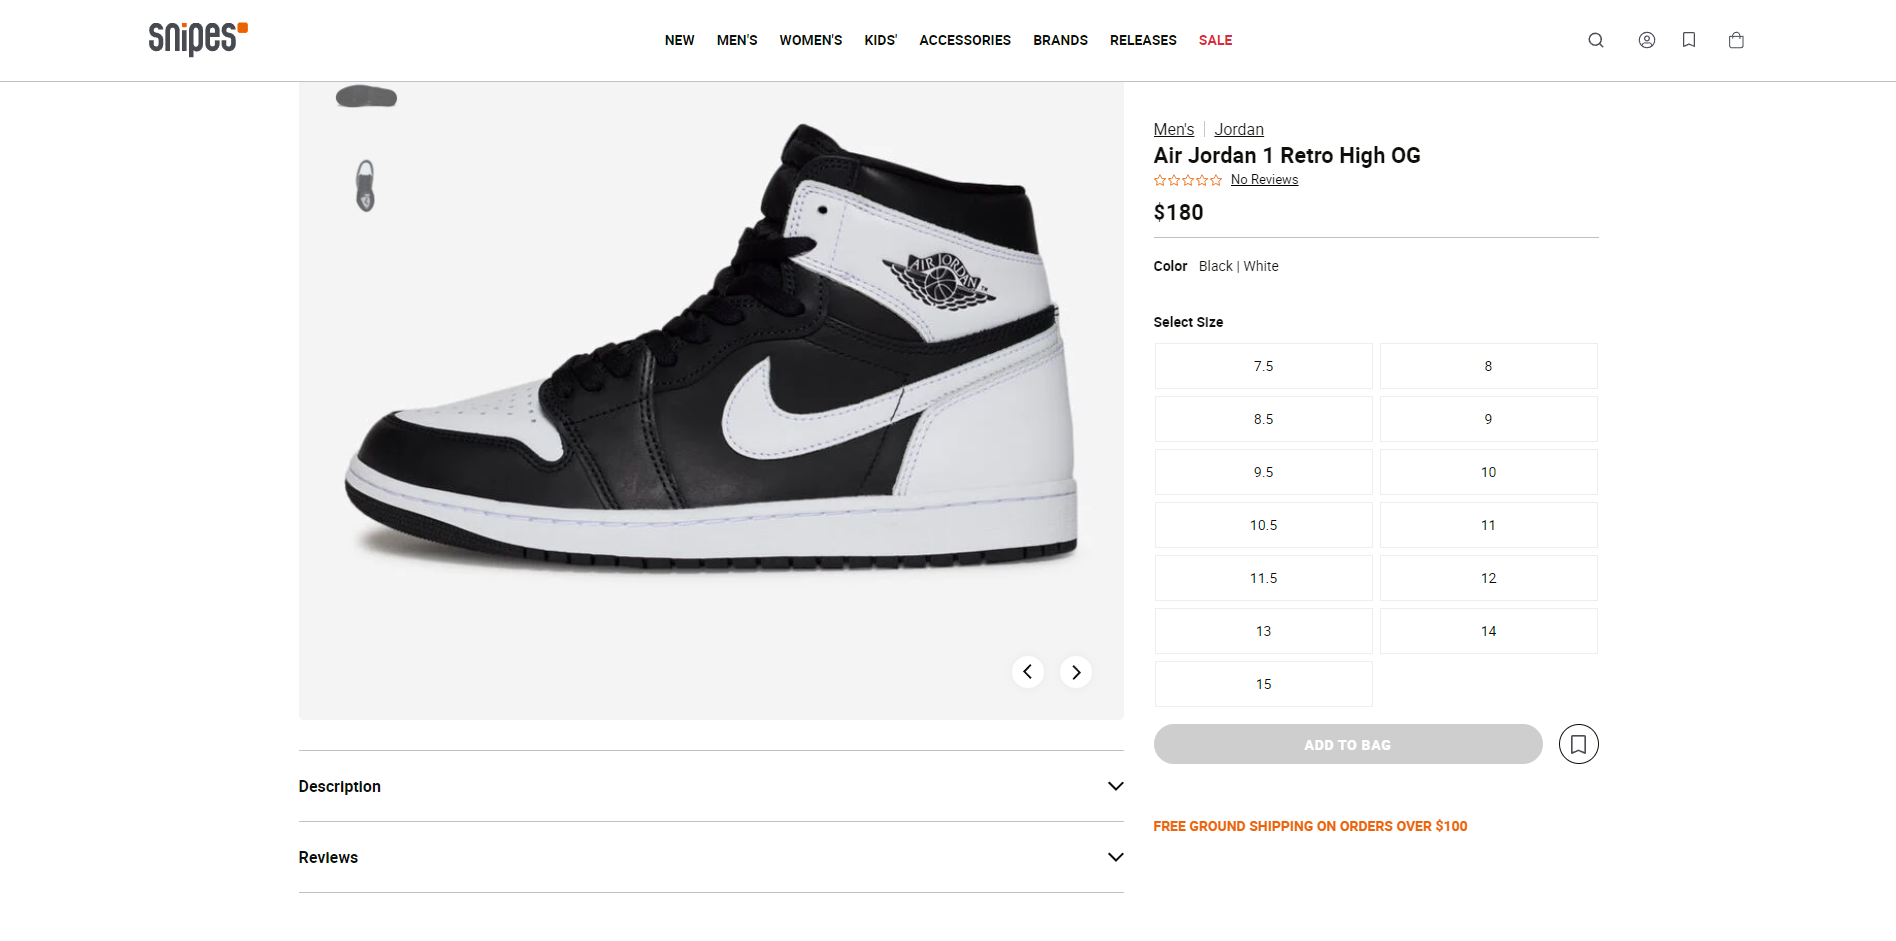 snipes
NEW MEN'S WOMEN'S KIDS' ACCESSORIES BRANDS RELEASES SALE
AIR JORDAN ™
Men's | Jordan
Air Jordan 1 Retro High OG
No Reviews
$180
Color Black | White
Select Size
7.5 8
8.5 9
9.5 10
10.5 11
11.5 12
13 14
15
ADD TO BAG
FREE GROUND SHIPPING ON ORDERS OVER $100
Description
Reviews